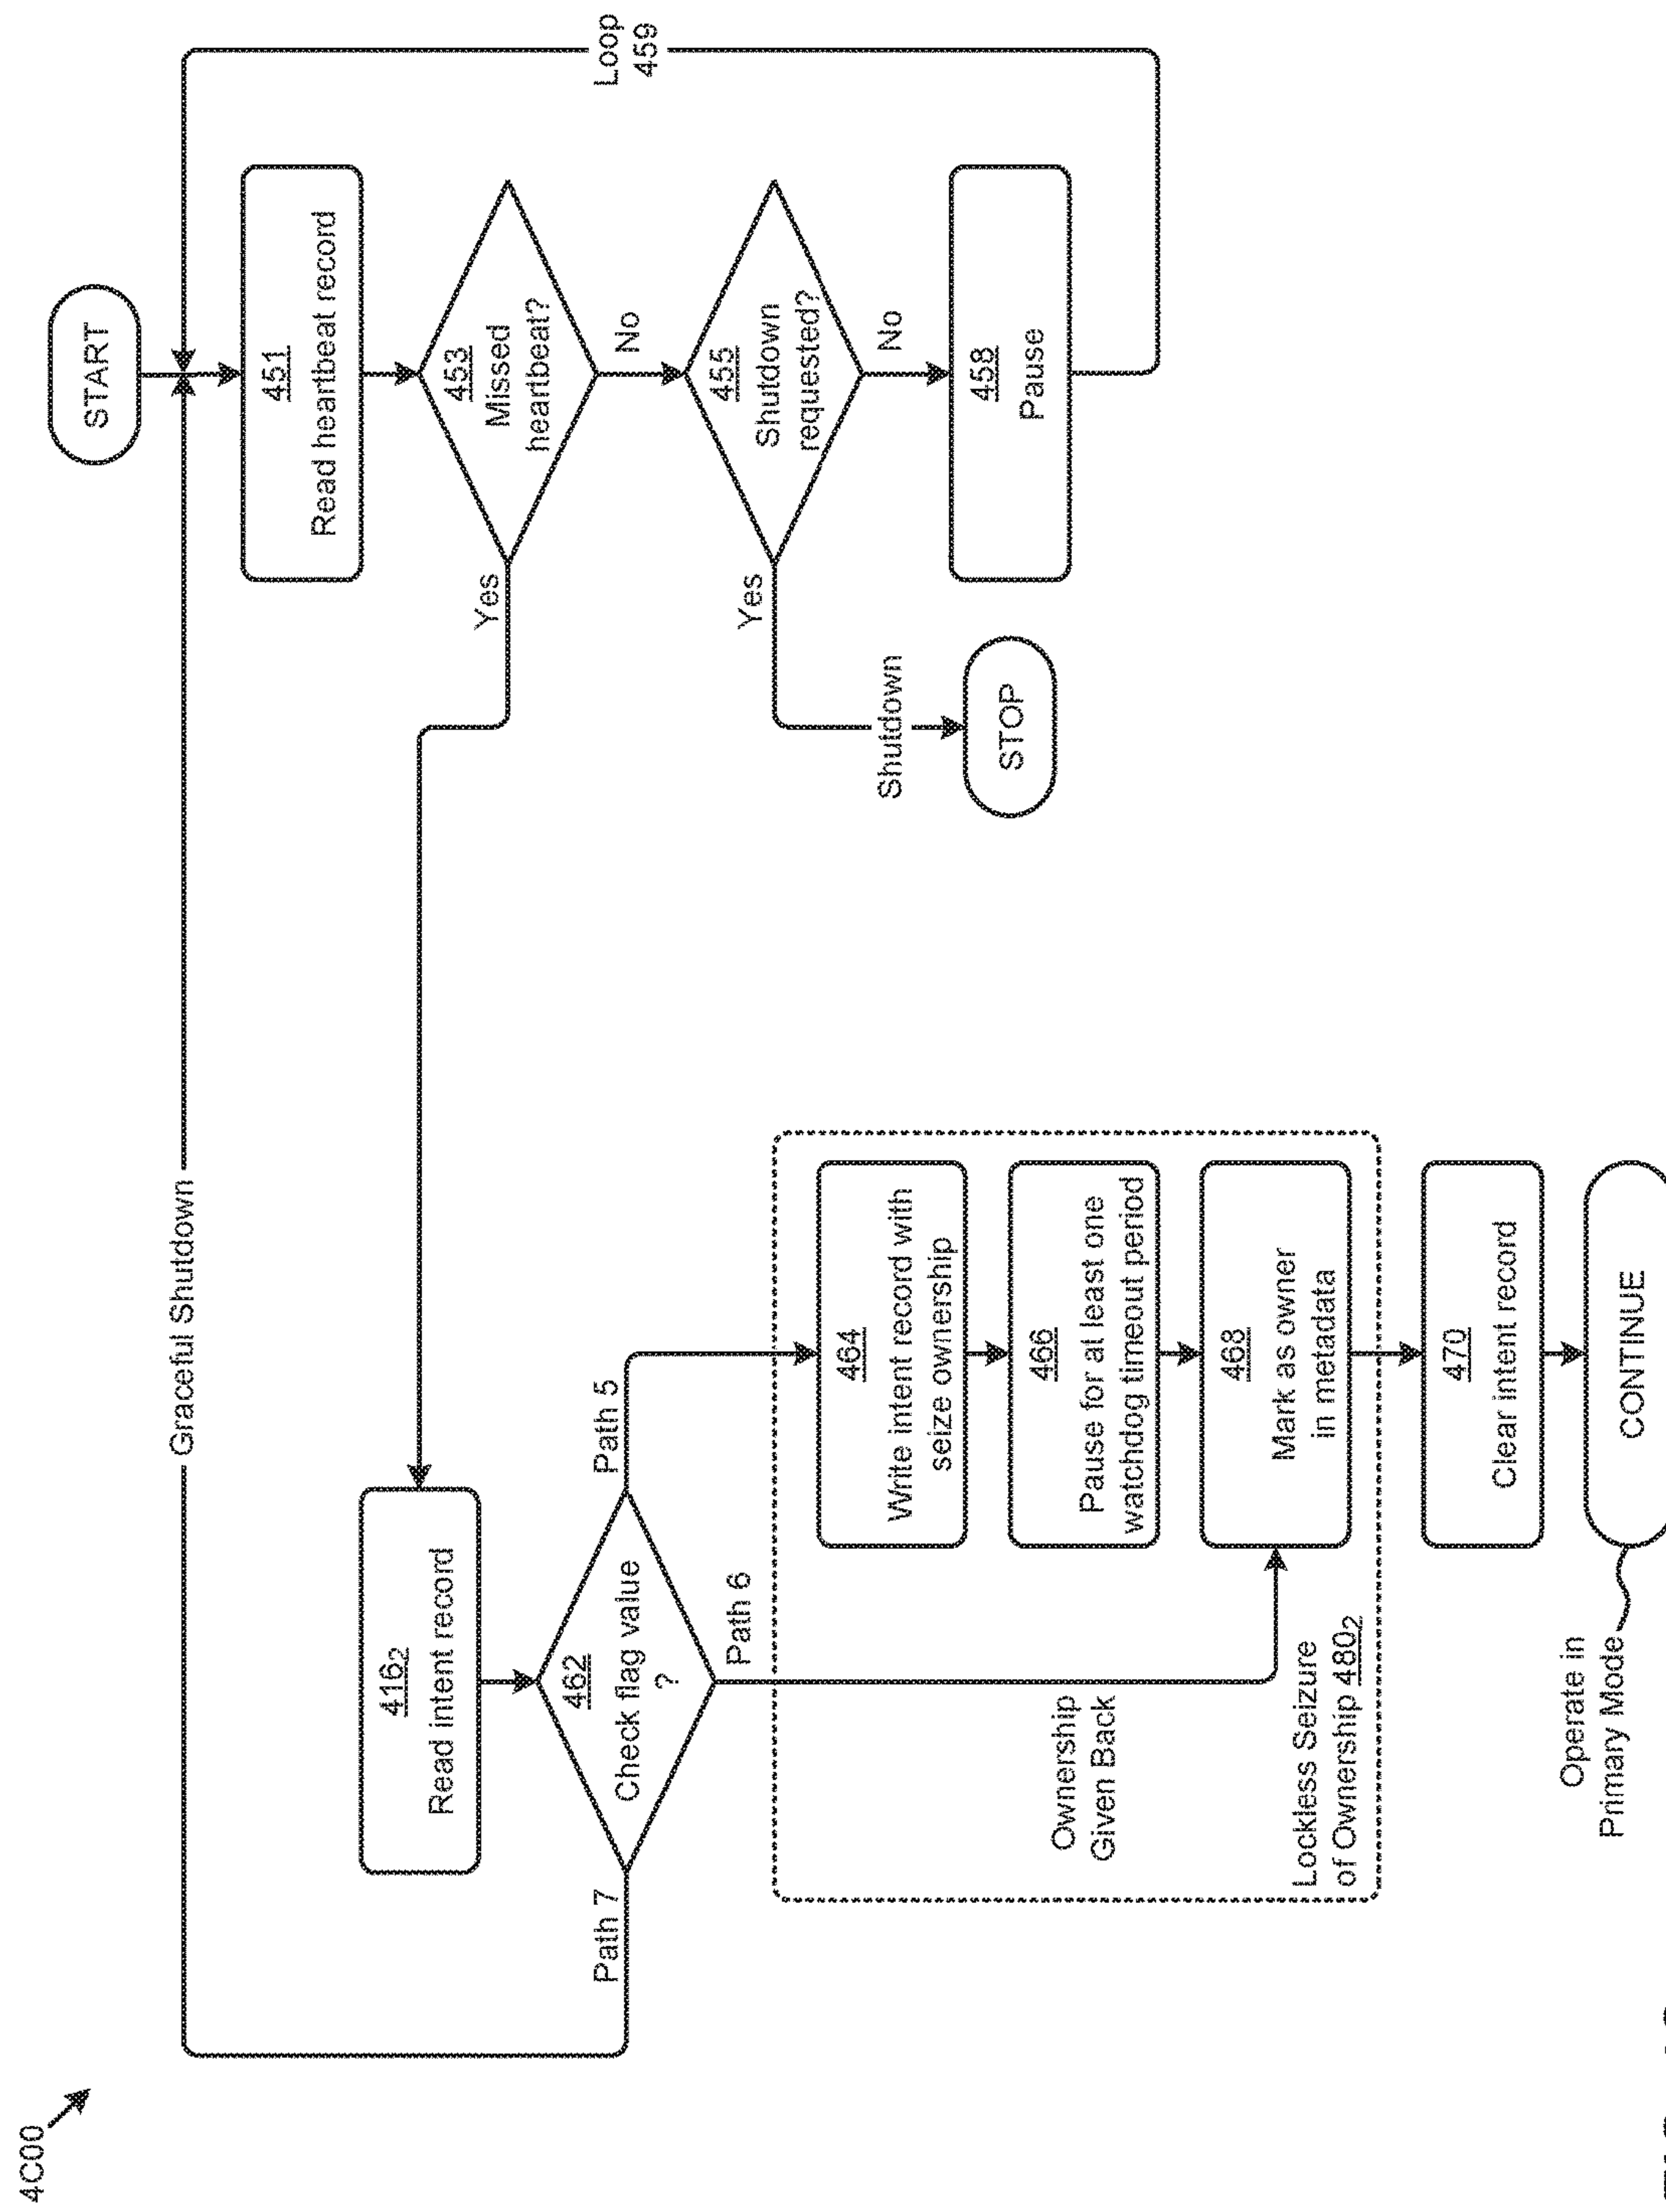 4C00
START
Graceful Shutdown
Loop
459
451
Read heartbeat record
453
Missed
heartbeat?
Yes
No
455
Shutdown
requested?
Yes
No
Shutdown
STOP
458
Pause
416₂
Read intent record
462
Check flag value
?
Path 7
Path 5
Path 6
464
Write intent record with
seize ownership
466
Pause for at least one
watchdog timeout period
Ownership
Given Back
468
Mark as owner
in metadata
Lockless Seizure
of Ownership 480₂
470
Clear intent record
Operate in
Primary Mode
CONTINUE